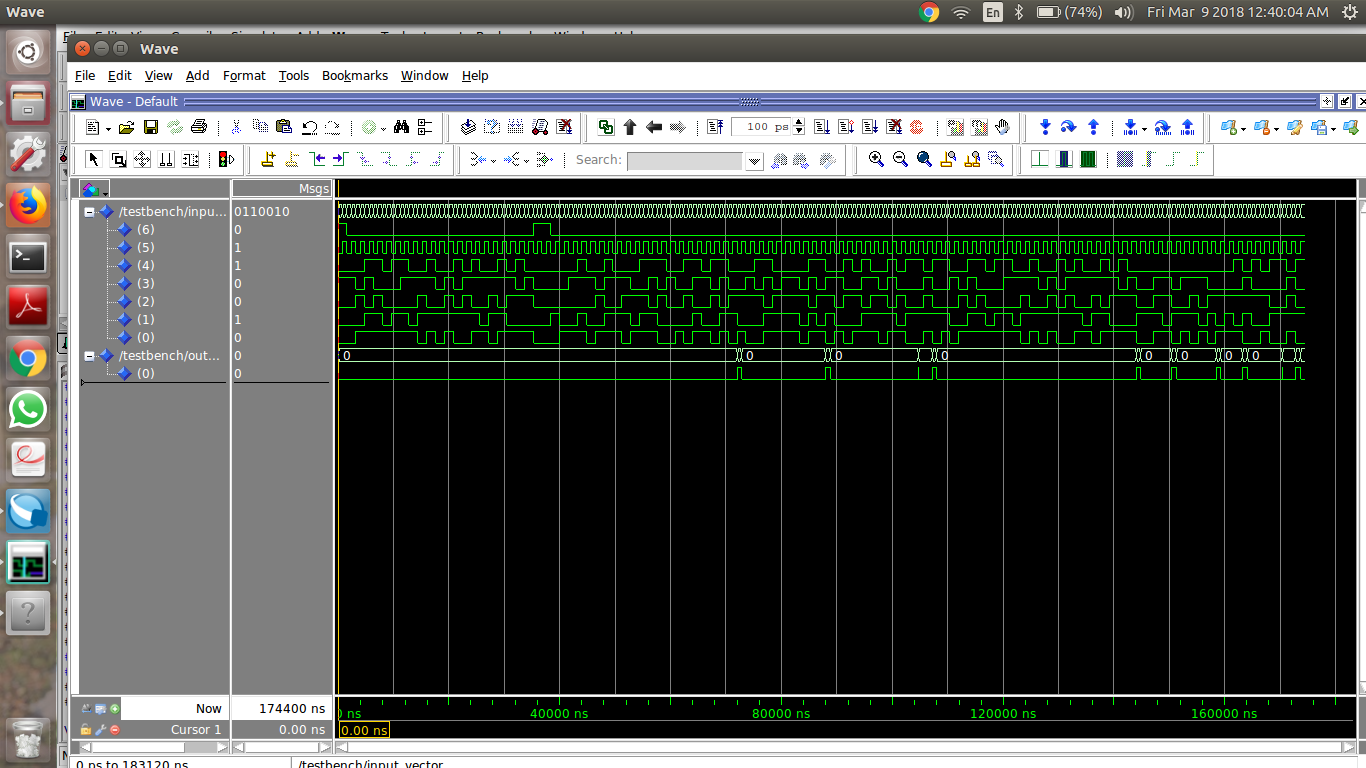 Wave
En
(74%)
Fri Mar 9 2018 12:40:04 AM
Wave
File Edit View Add Format Tools Bookmarks Window Help
Wave - Default
100 ps
Search:
Msgs
/testbench/inpu... 0110010
(6) 0
(5) 1
(4) 1
(3) 0
(2) 0
(1) 1
(0) 0
/testbench/out... 0 0 0 0 0 0 0 0 0
(0) 0
Now 174400 ns
ns 40000 ns 80000 ns 120000 ns 160000 ns
Cursor 1 0.00 ns 0.00 ns
0 ps to 183120 ns /testbench/input_vector